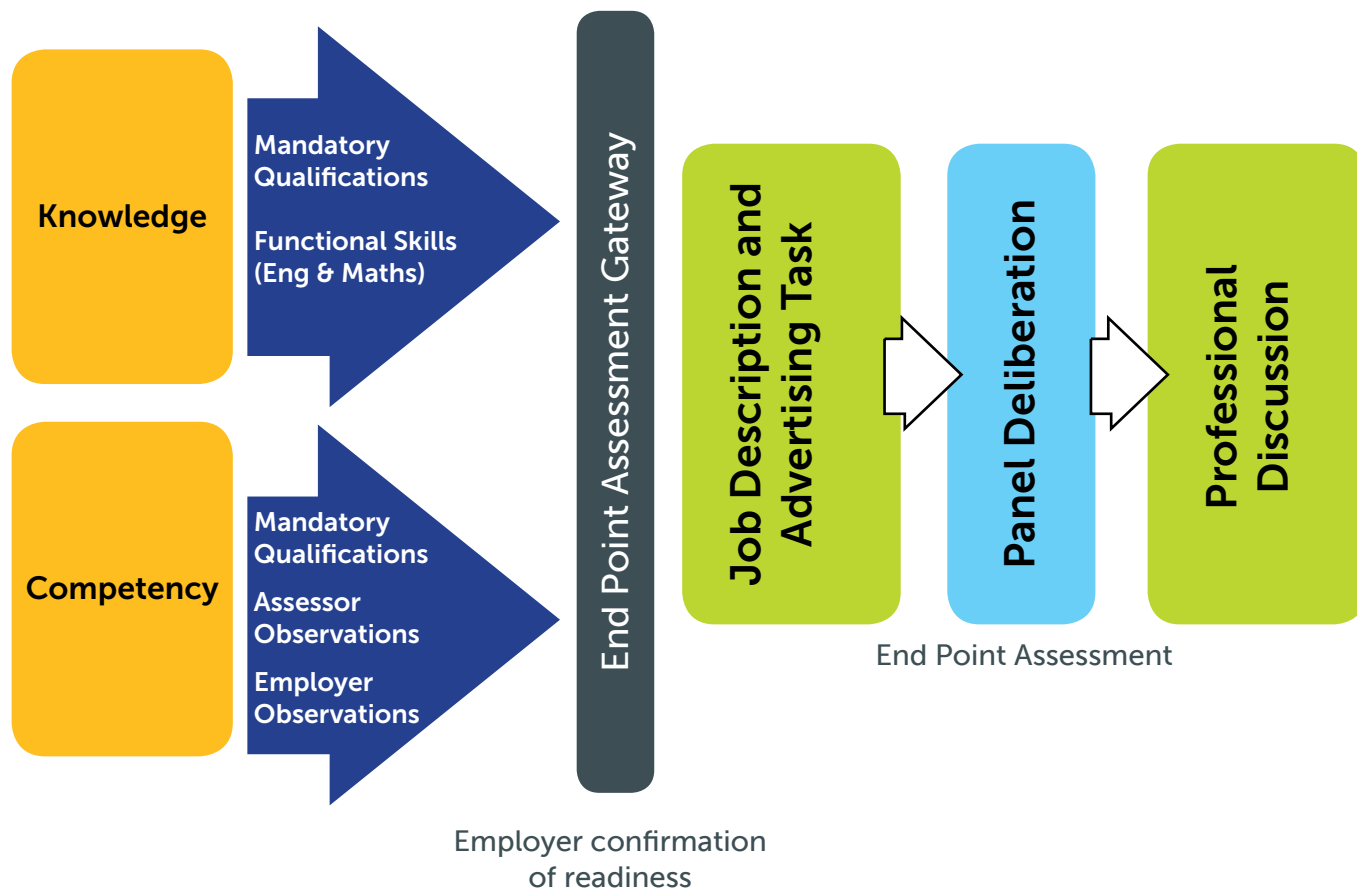 Knowledge
Mandatory
Qualifications
Functional Skills
(Eng & Maths)
Competency
Mandatory
Qualifications
Assessor
Observations
Employer
Observations
End Point Assessment Gateway
Employer confirmation
of readiness
Job Description and
Advertising Task
Panel Deliberation
Professional
Discussion
End Point Assessment